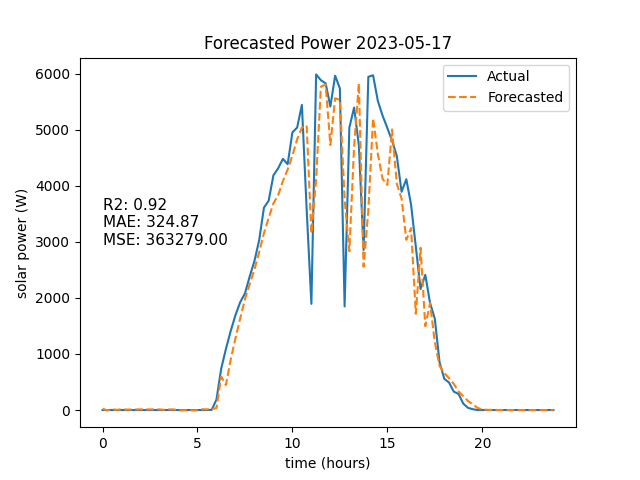 Forecasted Power 2023-05-17
6000
5000
4000
3000
2000
1000
0
solar power (W)
Actual
Forecasted
R2: 0.92
MAE: 324.87
MSE: 363279.00
0 5 10 15 20
time (hours)